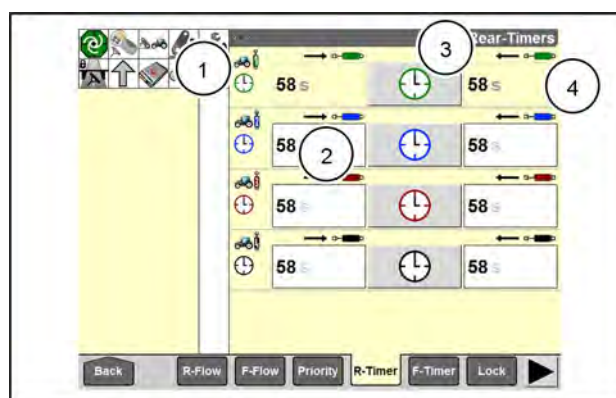 Rear-Timers
1
3
4
58 s
58 s
2
58
58 s
58 s
58 s
58 s
58 s
Back
R-Flow
F-Flow
Priority
R-Timer
F-Timer
Lock